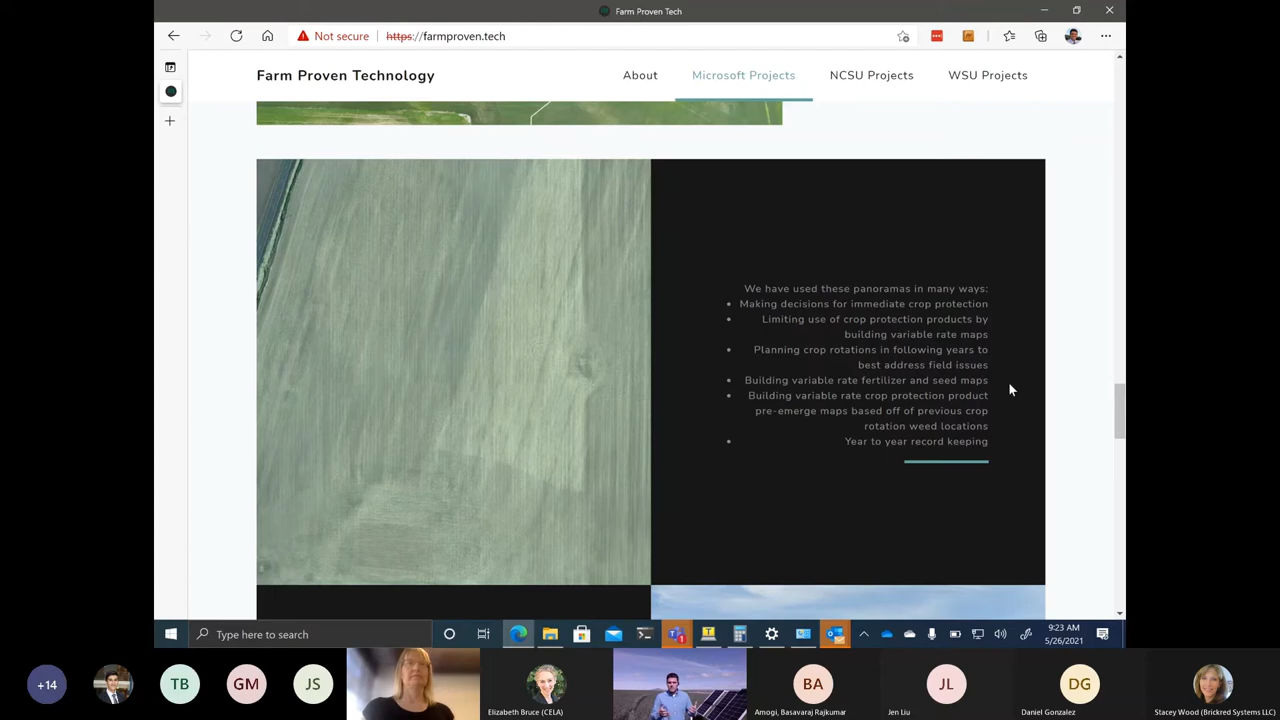 Farm Proven Tech
Not secure
https://farmproven.tech
Farm Proven Technology
About
Microsoft Projects
NCSU Projects
WSU Projects
We have used these panoramas in many ways:
• Making decisions for immediate crop protection
• Limiting use of crop protection products by
building variable rate maps
• Planning crop rotations in following years to
best address field issues
• Building variable rate fertilizer and seed maps
• Building variable rate crop protection product
pre-emerge maps based off of previous crop
rotation weed locations
• Year to year record keeping
Type here to search
9:23 AM
5/26/2021
+14
TB
GM
JS
Elizabeth Bruce (CELA)
BA
Amogi, Basavaraj Rajkumar
JL
Jen Liu
DG
Daniel Gonzalez
Stacey Wood (Brickred Systems LLC)